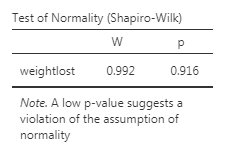 Test of Normality (Shapiro-Wilk)
W p
weightlost 0.992 0.916
Note. A low p-value suggests a
violation of the assumption of
normality